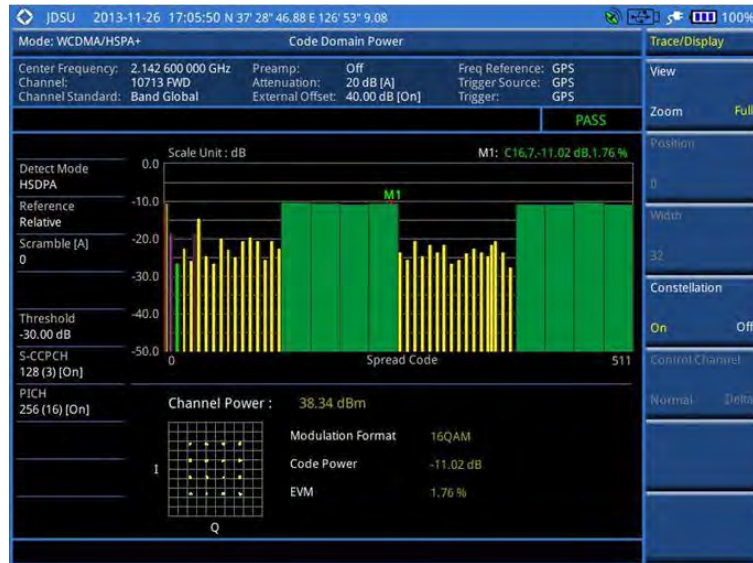 JDSU 2013-11-26 17:05:50 N 37' 28" 46.88 E 126' 53" 9.08 100%
Mode: WCDMA/HSPA+ Code Domain Power Trace/Display
Center Frequency: 2.142 600 000 GHz Preamp: Off Freq Reference: GPS
Channel: 10713 FWD Attenuation: 20 dB [A] Trigger Source: GPS
Channel Standard: Band Global External Offset: 40.00 dB [On] Trigger: GPS
PASS
View
Zoom Full
Position
0
Width
32
Constellation
On Off
Control Channel
Normal Delta
Detect Mode
HSDPA
Reference
Relative
Scramble [A]
0
Threshold
-30.00 dB
S-CCPCH
128 (3) [On]
PICH
256 (16) [On]
Scale Unit : dB M1: C16,7,-11.02 dB,1.76 %
0.0
-10.0
-20.0
-30.0
-40.0
-50.0
M1
0 Spread Code 511
Channel Power : 38.34 dBm
Modulation Format 16QAM
Code Power -11.02 dB
EVM 1.76 %
I
Q